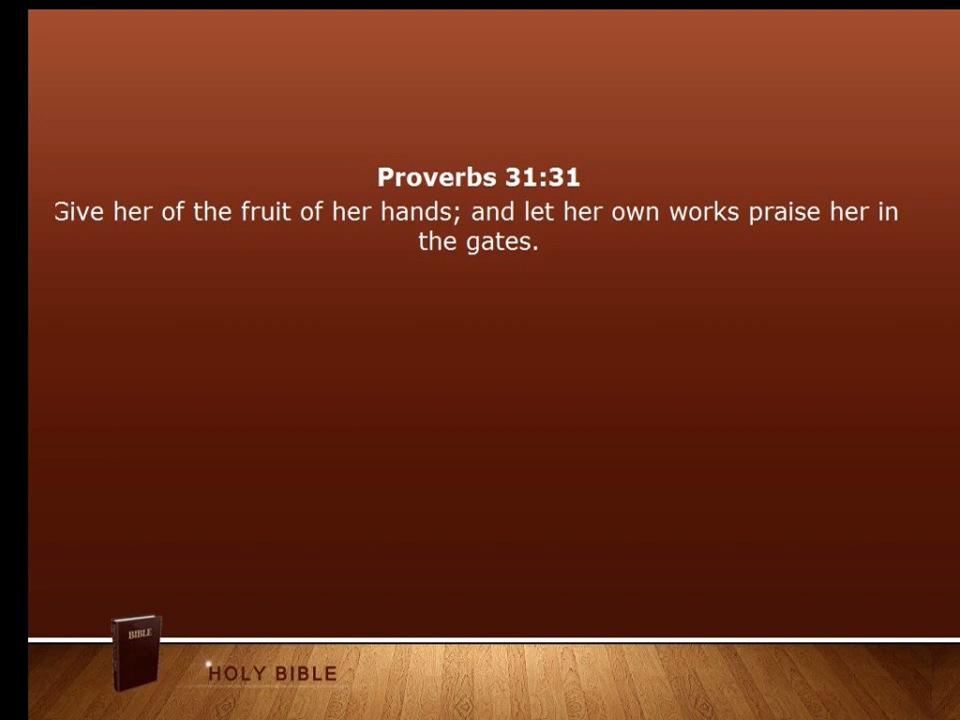 Proverbs 31:31
Give her of the fruit of her hands; and let her own works praise her in
the gates.
BIBLE
HOLY BIBLE